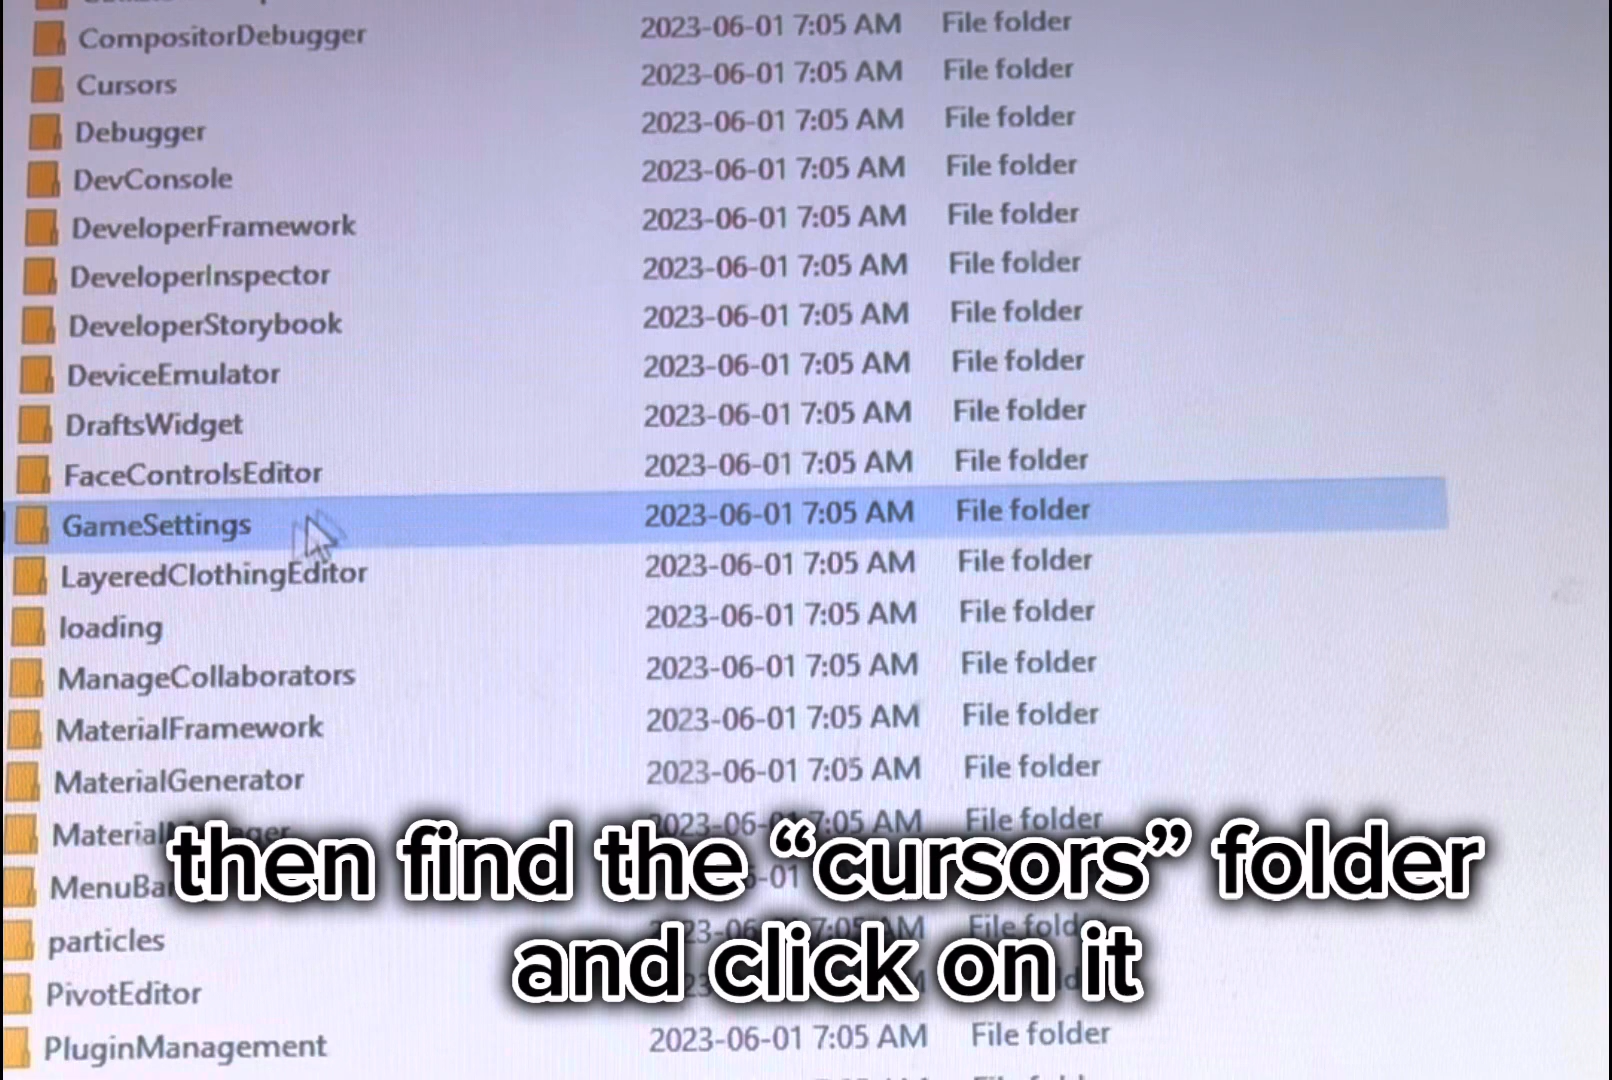 CompositorDebugger 2023-06-01 7:05 AM File folder
Cursors 2023-06-01 7:05 AM File folder
Debugger 2023-06-01 7:05 AM File folder
DevConsole 2023-06-01 7:05 AM File folder
DeveloperFramework 2023-06-01 7:05 AM File folder
DeveloperInspector 2023-06-01 7:05 AM File folder
DeveloperStorybook 2023-06-01 7:05 AM File folder
DeviceEmulator 2023-06-01 7:05 AM File folder
DraftsWidget 2023-06-01 7:05 AM File folder
FaceControlsEditor 2023-06-01 7:05 AM File folder
GameSettings 2023-06-01 7:05 AM File folder
LayeredClothingEditor 2023-06-01 7:05 AM File folder
loading 2023-06-01 7:05 AM File folder
ManageCollaborators 2023-06-01 7:05 AM File folder
MaterialFramework 2023-06-01 7:05 AM File folder
MaterialGenerator 2023-06-01 7:05 AM File folder
7:05 AM File folder
then find the “cursors” folder
particles
and click on it
PivotEditor
PluginManagement 2023-06-01 7:05 AM File folder